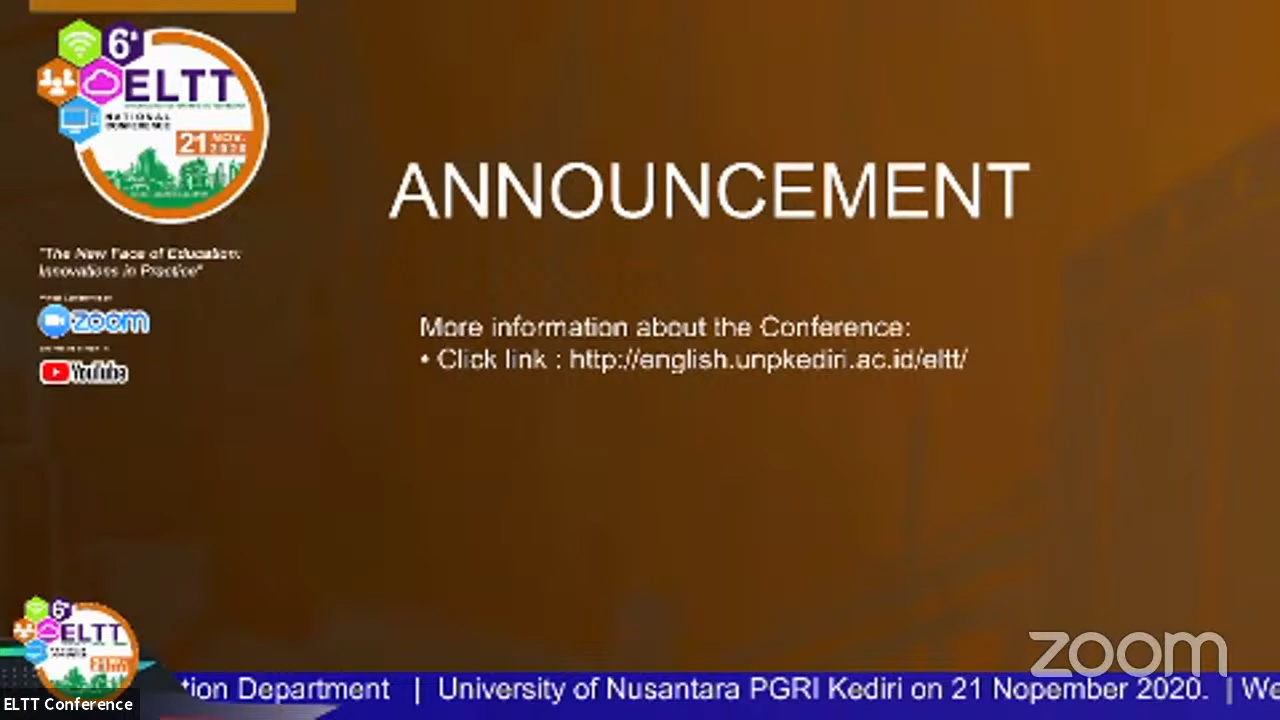 6th
ELTT
NATIONAL
CONFERENCE
21 NOV.
2020
"The New Face of Education:
Innovations in Practice"
zoom
YouTube
ANNOUNCEMENT
More information about the Conference:
• Click link : http://english.unpkediri.ac.id/eltt/
6th
ELTT
zoom
tion Department | University of Nusantara PGRI Kediri on 21 Nopember 2020. | We
ELTT Conference